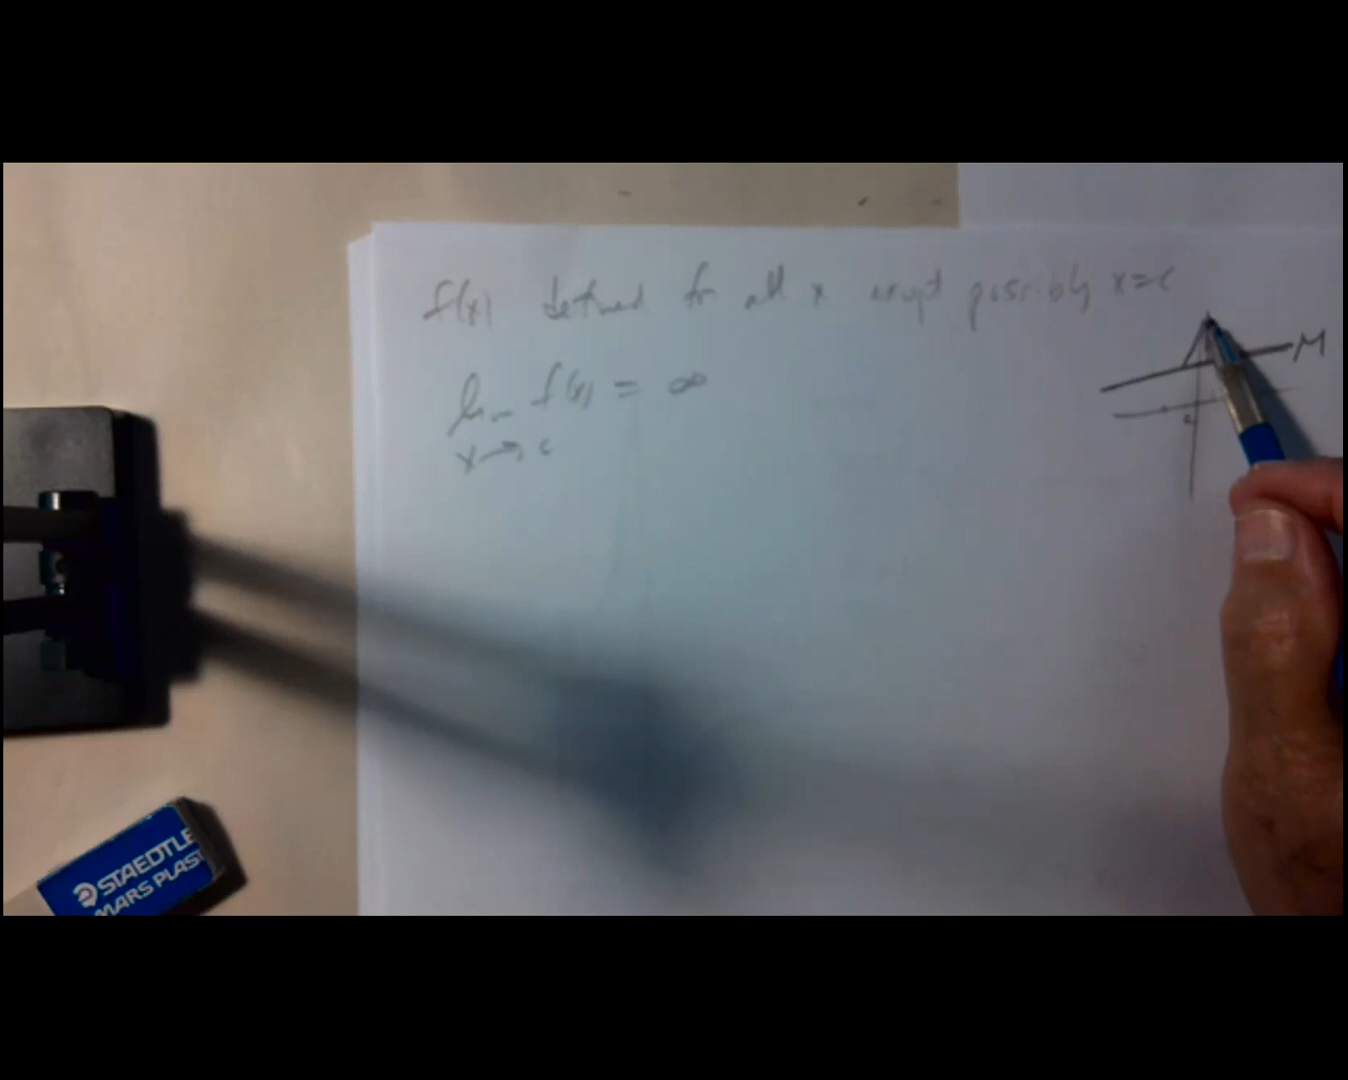 f(x) defined for all x except possibly x=c
M
lim f(x) = ∞
x→c
c
STAEDTLER
MARS PLAST